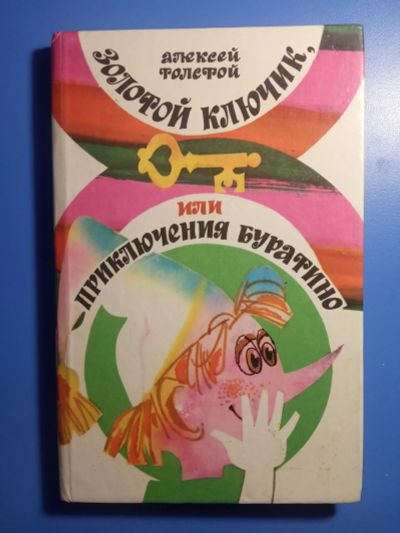 АЛЕКСЕЙ
ТОЛСТОЙ
ЗОЛОТОЙ КЛЮЧИК,
ИЛИ
ПРИКЛЮЧЕНИЯ БУРАТИНО